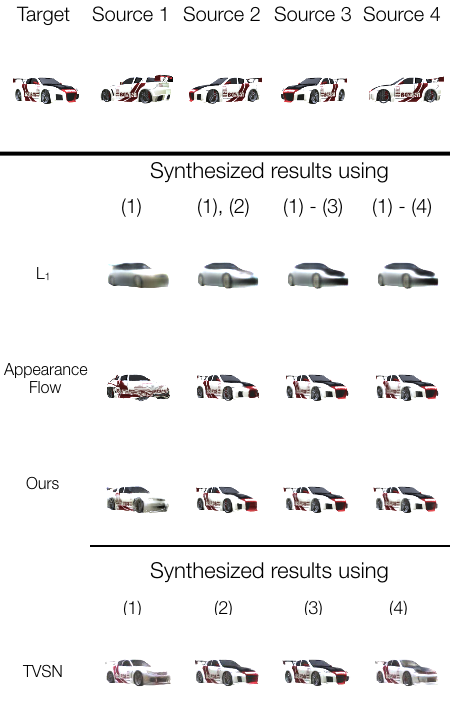 Target Source 1 Source 2 Source 3 Source 4
Synthesized results using
(1) (1), (2) (1) - (3) (1) - (4)
L1
Appearance
Flow
Ours
Synthesized results using
(1) (2) (3) (4)
TVSN